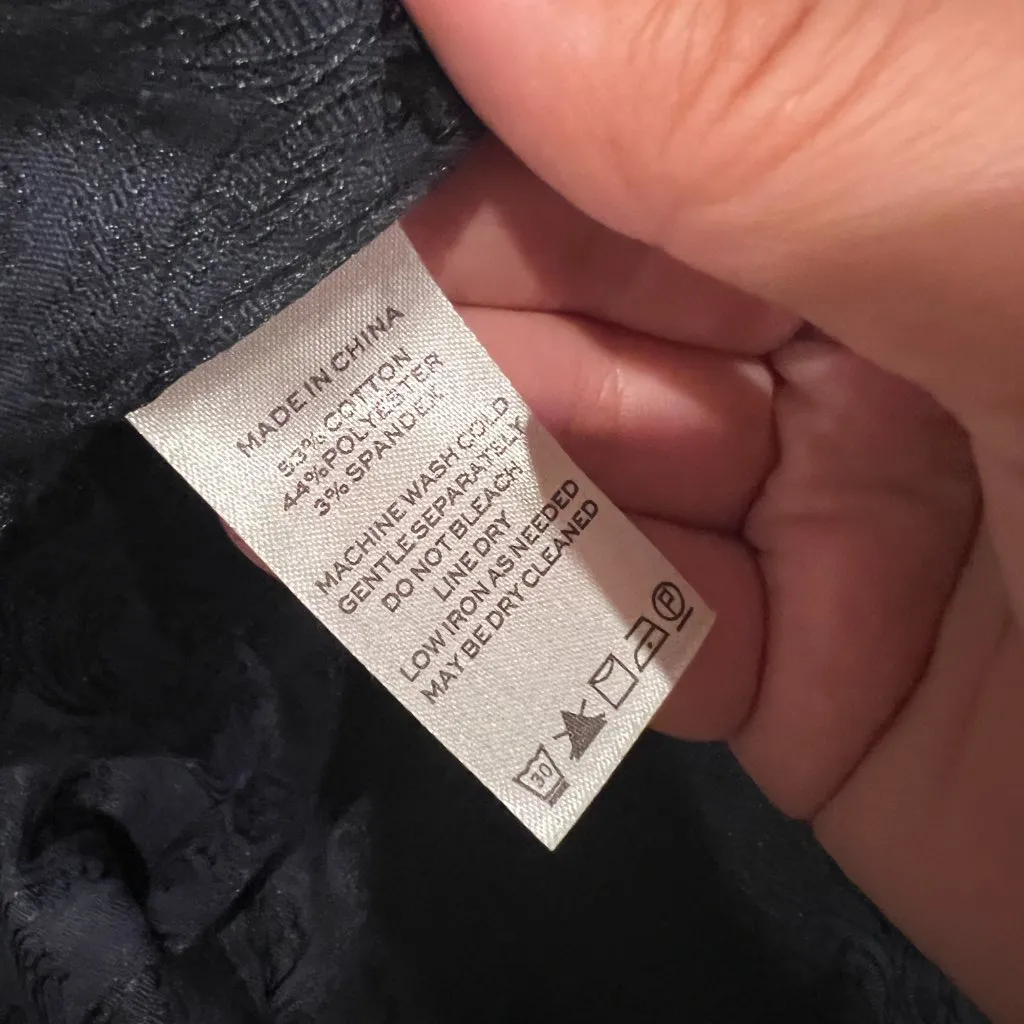 MADE IN CHINA
53% COTTON
44% POLYESTER
3% SPANDEX
MACHINE WASH COLD
GENTLE SEPARATELY
DO NOT BLEACH
LINE DRY
LOW IRON AS NEEDED
MAY BE DRY CLEANED
30
P